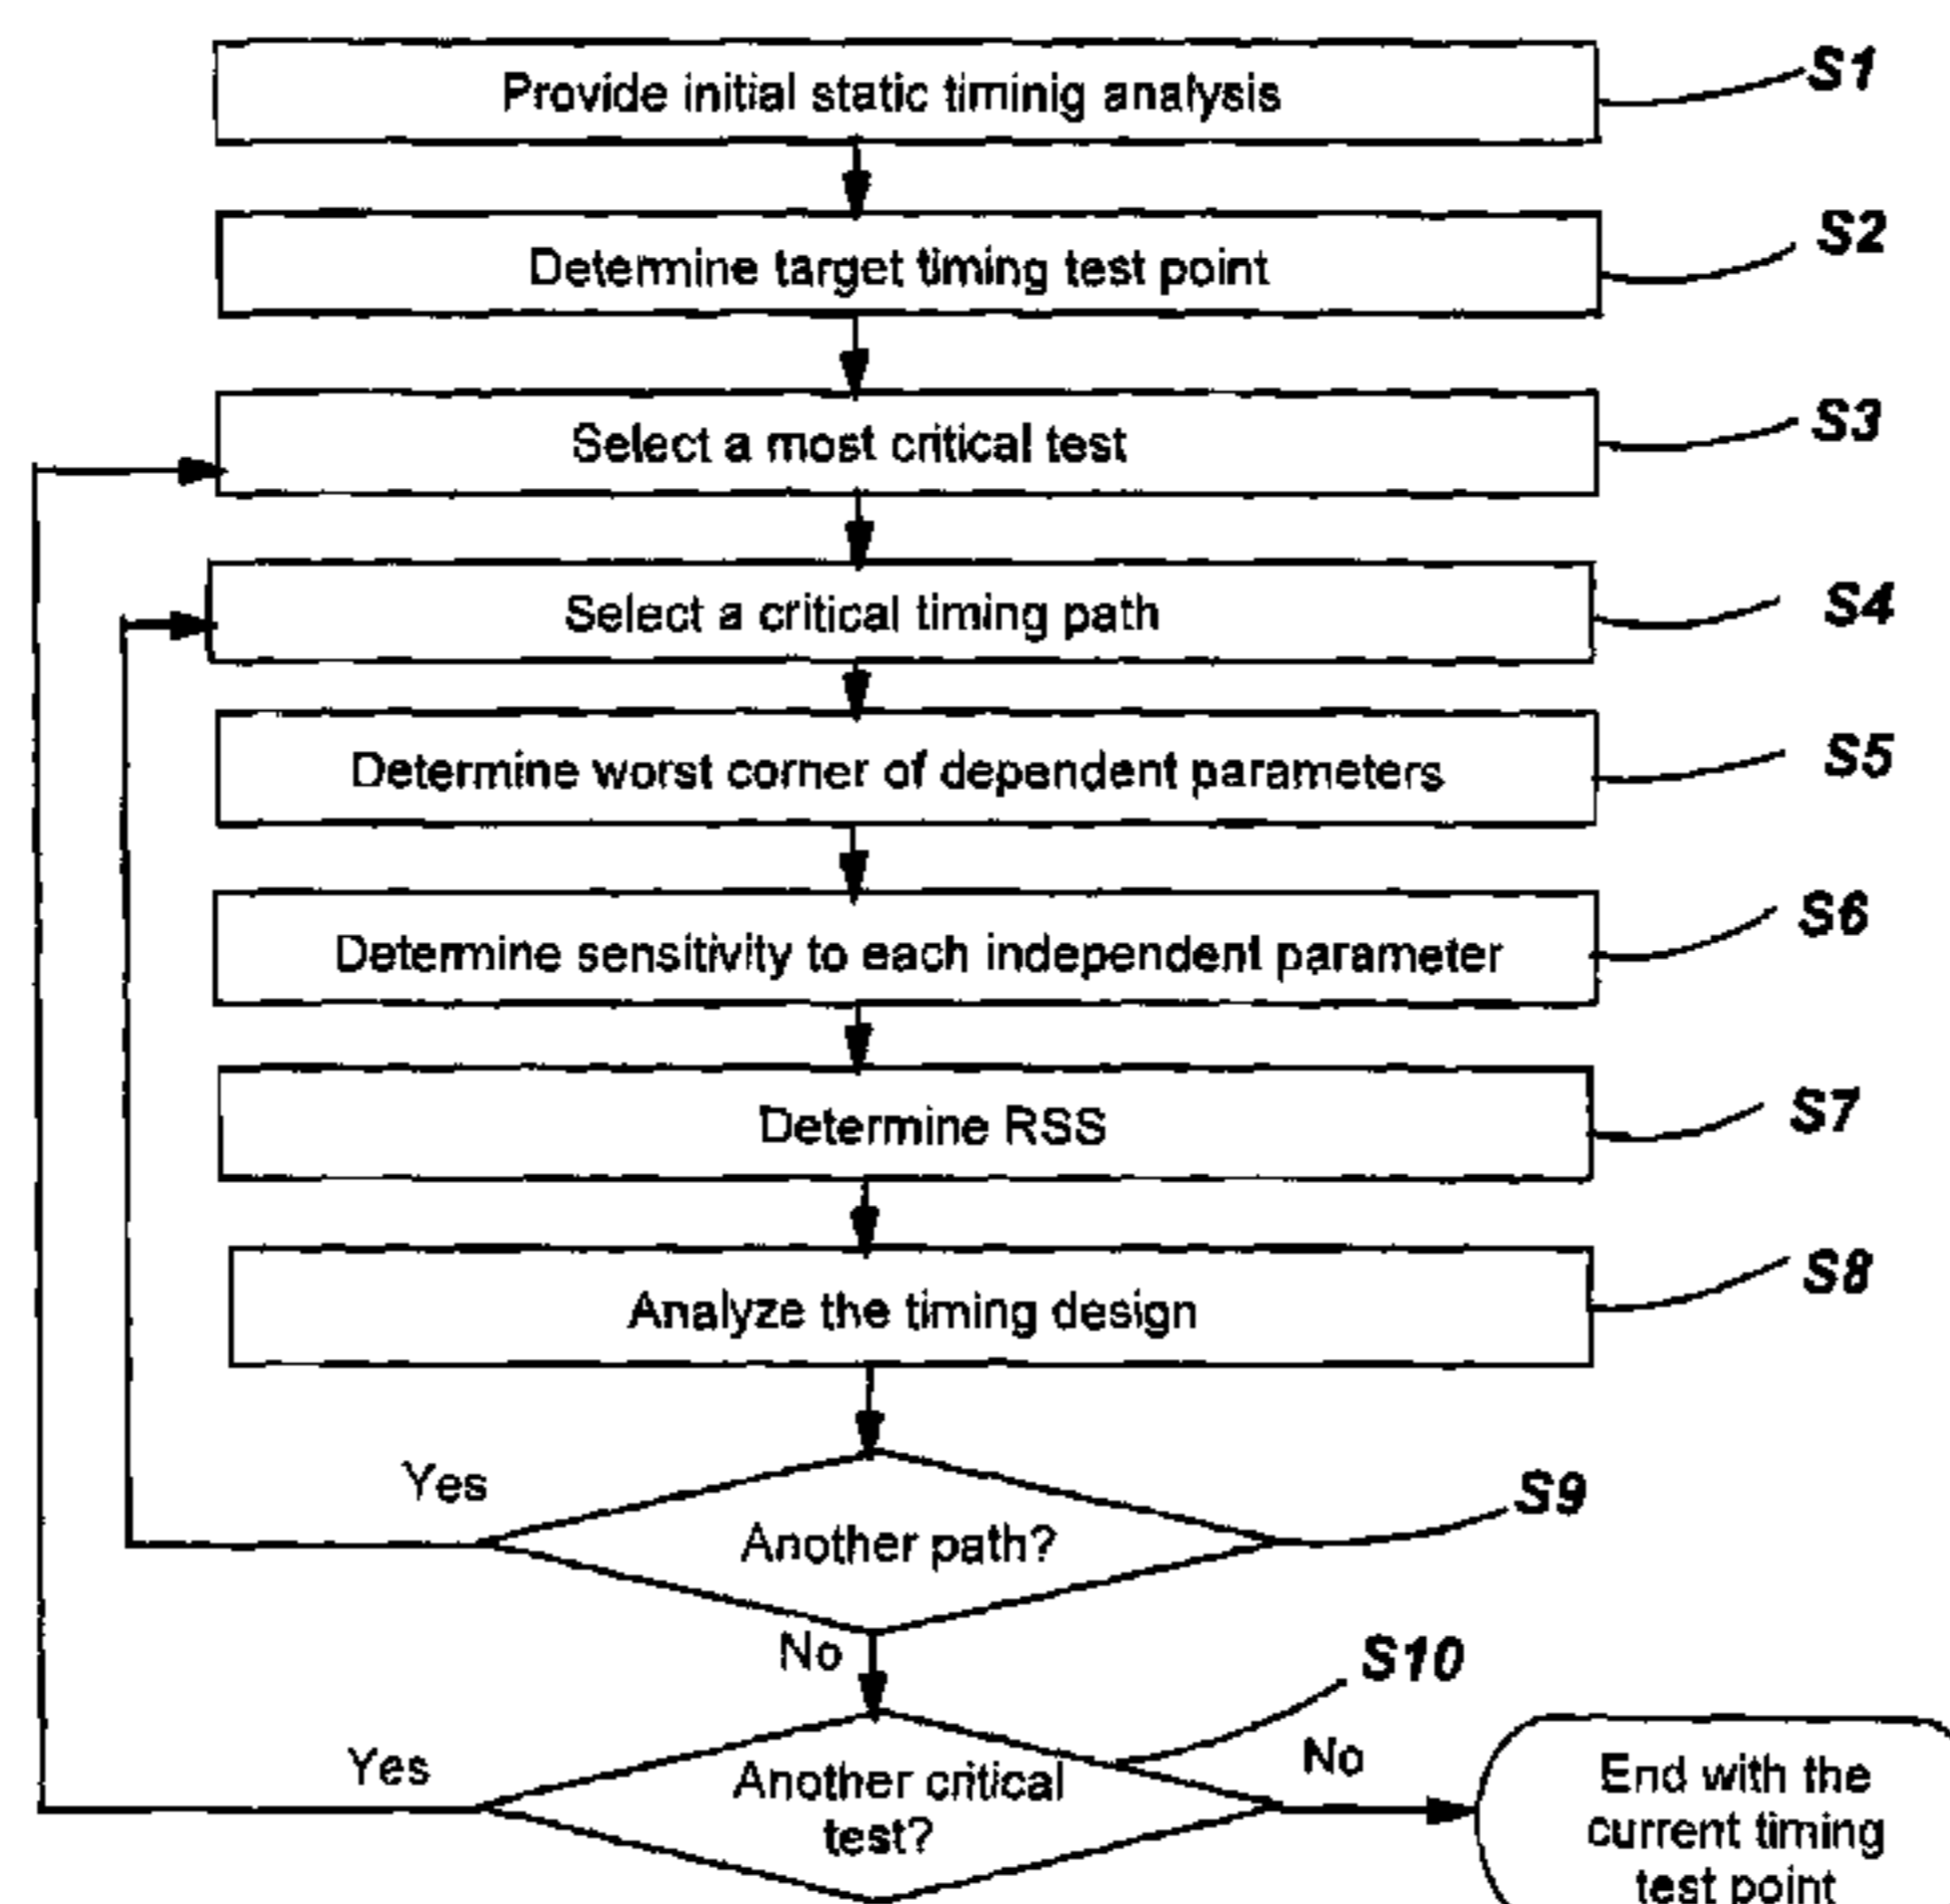 Provide initial static timinig analysis
S1
Determine target timing test point
S2
Select a most critical test
S3
Select a critical timing path
S4
Determine worst corner of dependent parameters
S5
Determine sensitivity to each independent parameter
S6
Determine RSS
S7
Analyze the timing design
S8
Yes
Another path?
S9
No
S10
Yes
Another critical
test?
No
End with the
current timing
test point